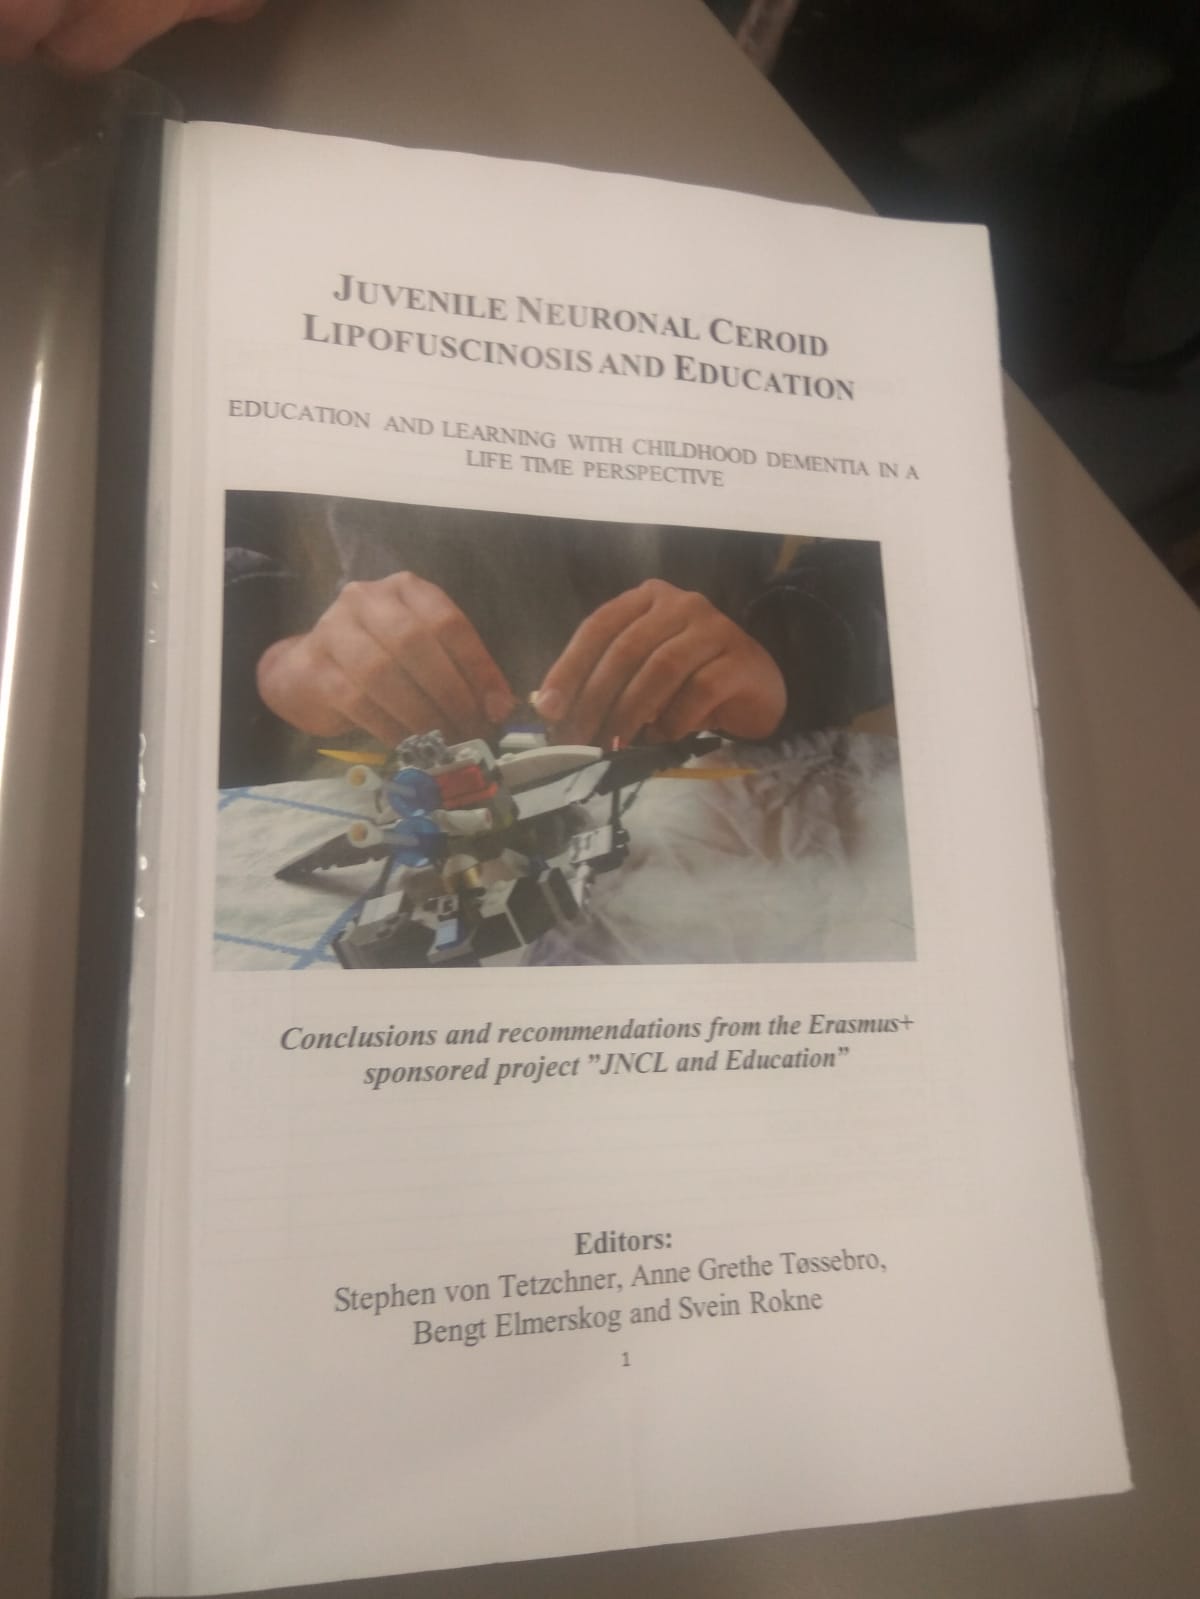 JUVENILE NEURONAL CEROID
LIPOFUSCINOSIS AND EDUCATION
EDUCATION AND LEARNING WITH CHILDHOOD DEMENTIA IN A
LIFE TIME PERSPECTIVE
Conclusions and recommendations from the Erasmus+
sponsored project ”JNCL and Education”
Editors:
Stephen von Tetzchner, Anne Grethe Tøssebro,
Bengt Elmerskog and Svein Rokne
1